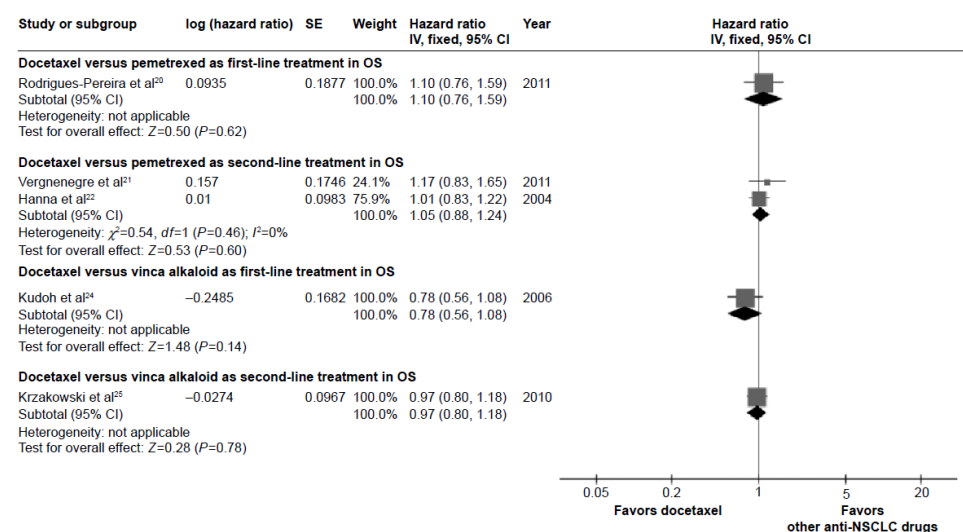 Study or subgroup log (hazard ratio) SE Weight Hazard ratio Year Hazard ratio
IV, fixed, 95% CI IV, fixed, 95% CI
Docetaxel versus pemetrexed as first-line treatment in OS
Rodrigues-Pereira et al²⁰ 0.0935 0.1877 100.0% 1.10 (0.76, 1.59) 2011
Subtotal (95% CI) 100.0% 1.10 (0.76, 1.59)
Heterogeneity: not applicable
Test for overall effect: Z=0.50 (P=0.62)
Docetaxel versus pemetrexed as second-line treatment in OS
Vergnenegre et al²¹ 0.157 0.1746 24.1% 1.17 (0.83, 1.65) 2011
Hanna et al²² 0.01 0.0983 75.9% 1.01 (0.83, 1.22) 2004
Subtotal (95% CI) 100.0% 1.05 (0.88, 1.24)
Heterogeneity: χ²=0.54, df=1 (P=0.46); I²=0%
Test for overall effect: Z=0.53 (P=0.60)
Docetaxel versus vinca alkaloid as first-line treatment in OS
Kudoh et al²⁴ –0.2485 0.1682 100.0% 0.78 (0.56, 1.08) 2006
Subtotal (95% CI) 100.0% 0.78 (0.56, 1.08)
Heterogeneity: not applicable
Test for overall effect: Z=1.48 (P=0.14)
Docetaxel versus vinca alkaloid as second-line treatment in OS
Krzakowski et al²⁵ –0.0274 0.0967 100.0% 0.97 (0.80, 1.18) 2010
Subtotal (95% CI) 100.0% 0.97 (0.80, 1.18)
Heterogeneity: not applicable
Test for overall effect: Z=0.28 (P=0.78)
0.05 0.2 1 5 20
Favors docetaxel Favors
other anti-NSCLC drugs